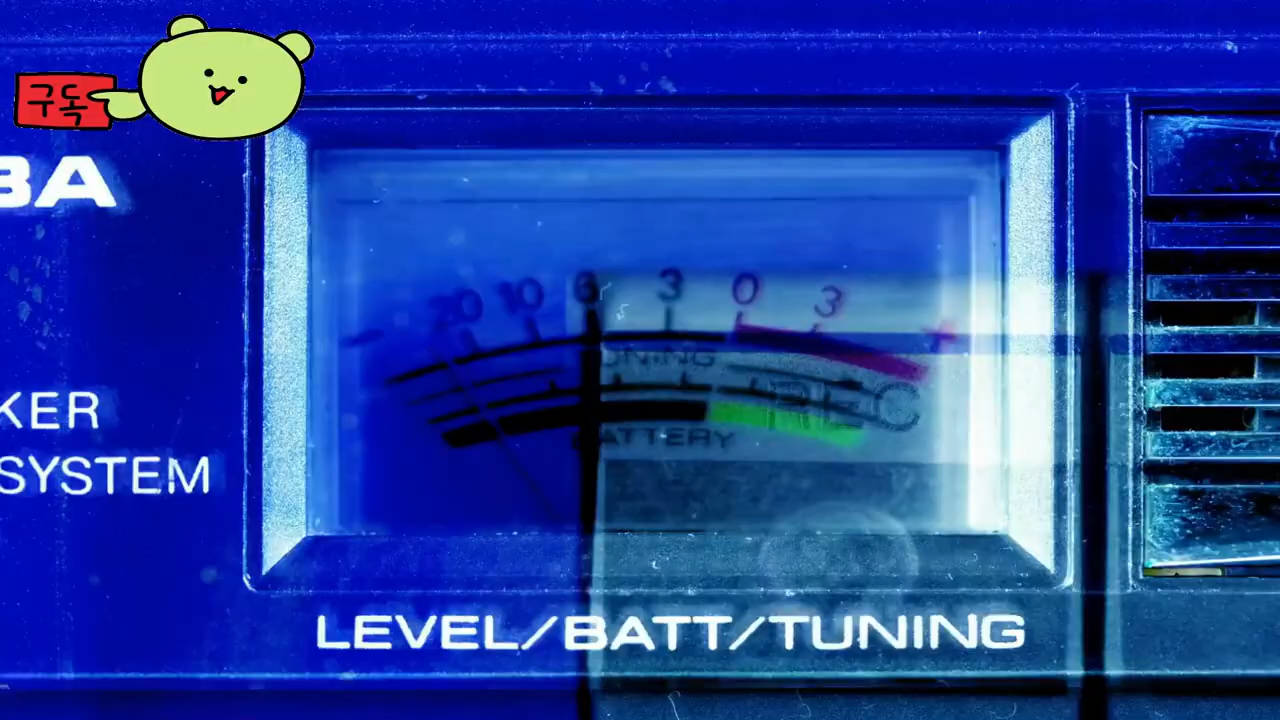 구독
BA
20 10 6 3 0 3
- +
TUNING
REC
BATTERY
KER
SYSTEM
LEVEL/BATT/TUNING